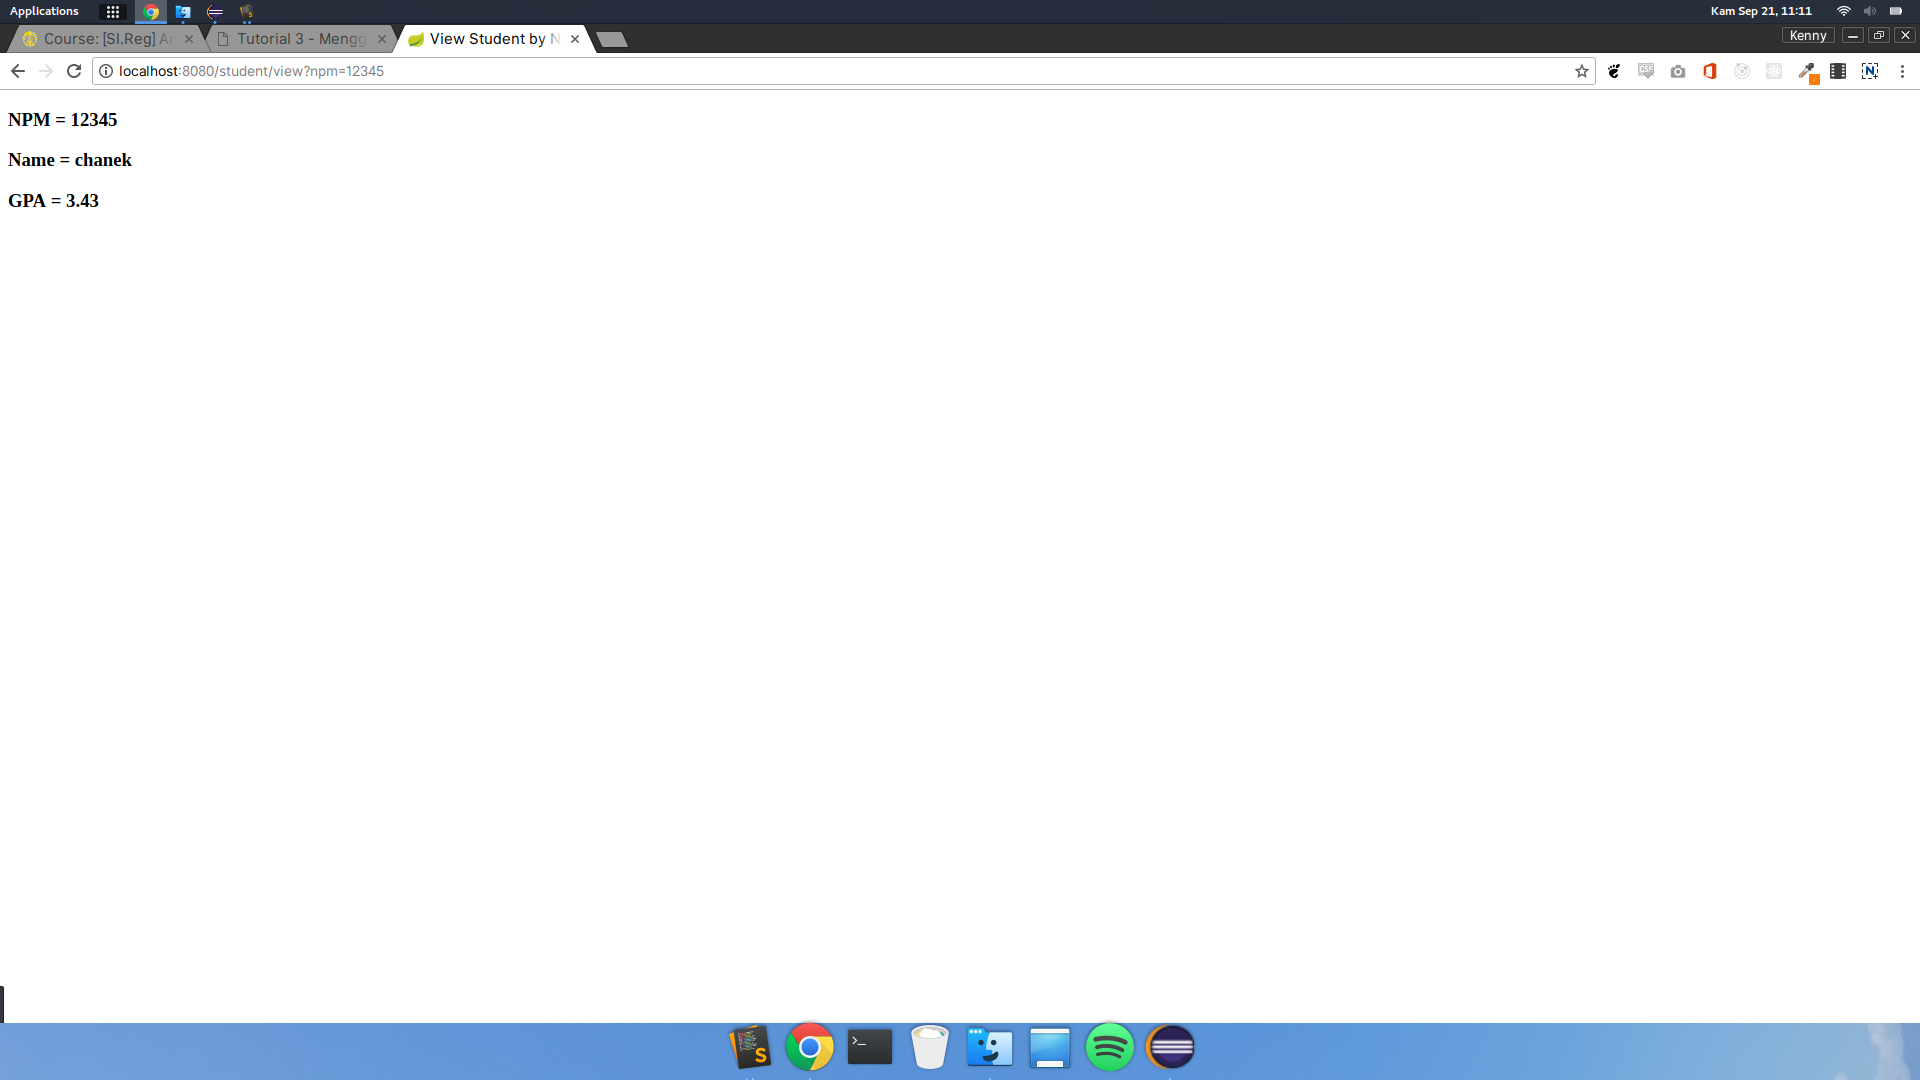 Applications
Kam Sep 21, 11:11
Course: [SI.Reg] Ar
Tutorial 3 - Mengg
View Student by N
Kenny
localhost:8080/student/view?npm=12345
NPM = 12345
Name = chanek
GPA = 3.43